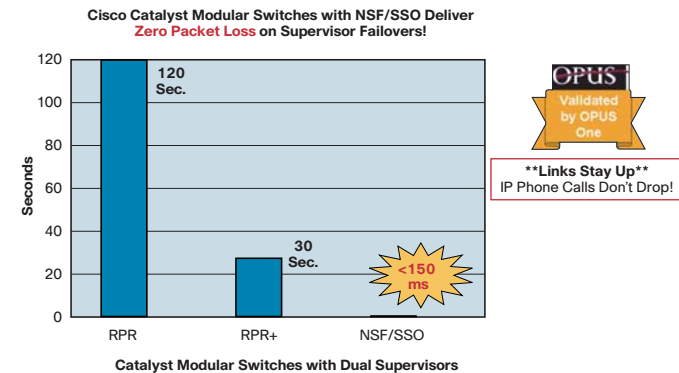 Cisco Catalyst Modular Switches with NSF/SSO Deliver
Zero Packet Loss on Supervisor Failovers!
120
100
80
60
40
20
0
Seconds
120
Sec.
30
Sec.
<150
ms
RPR
RPR+
NSF/SSO
Catalyst Modular Switches with Dual Supervisors
OPUS 1
Validated
by OPUS
One
**Links Stay Up**
IP Phone Calls Don't Drop!